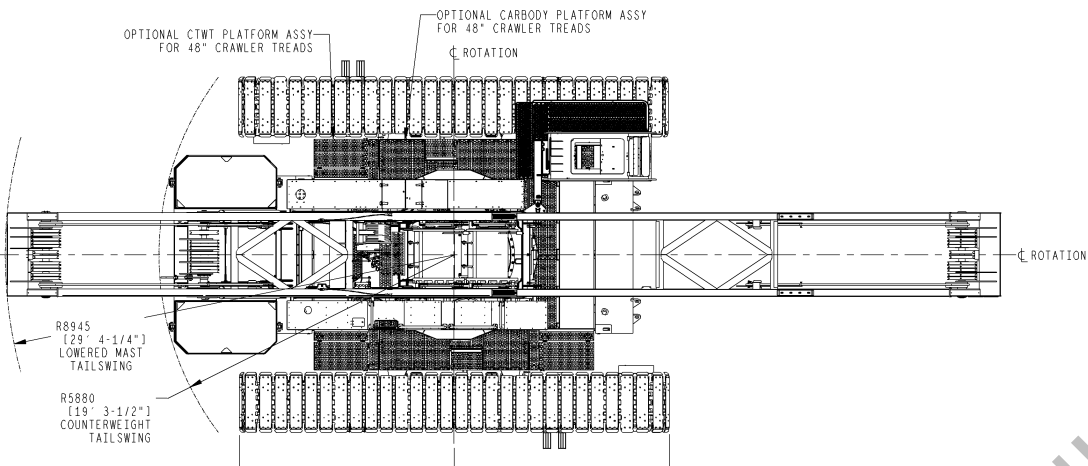 OPTIONAL CARBODY PLATFORM ASSY
FOR 48" CRAWLER TREADS
OPTIONAL CTWT PLATFORM ASSY
FOR 48" CRAWLER TREADS
℄ ROTATION
℄ ROTATION
R8945
[29' 4-1/4"]
LOWERED MAST
TAILSWING
R5880
[19' 3-1/2"]
COUNTERWEIGHT
TAILSWING